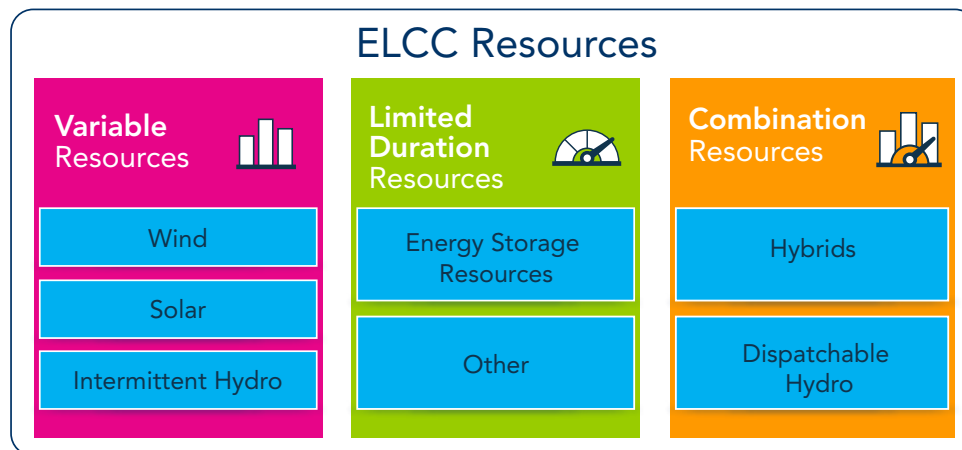 ELCC Resources
Variable
Resources
Wind
Solar
Intermittent Hydro
Limited
Duration
Resources
Energy Storage
Resources
Other
Combination
Resources
Hybrids
Dispatchable
Hydro